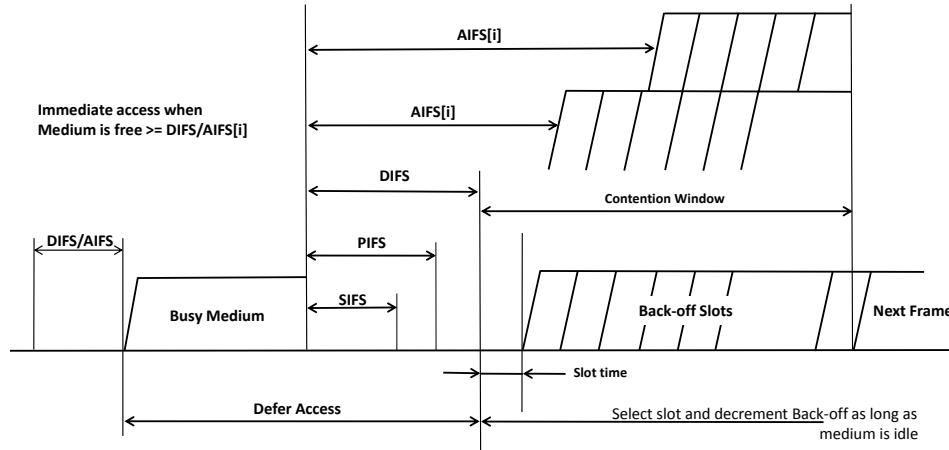 AIFS[i]
Immediate access when
Medium is free >= DIFS/AIFS[i]
AIFS[i]
DIFS
Contention Window
DIFS/AIFS
PIFS
SIFS
Busy Medium
Back-off Slots
Next Frame
Slot time
Defer Access
Select slot and decrement Back-off as long as
medium is idle